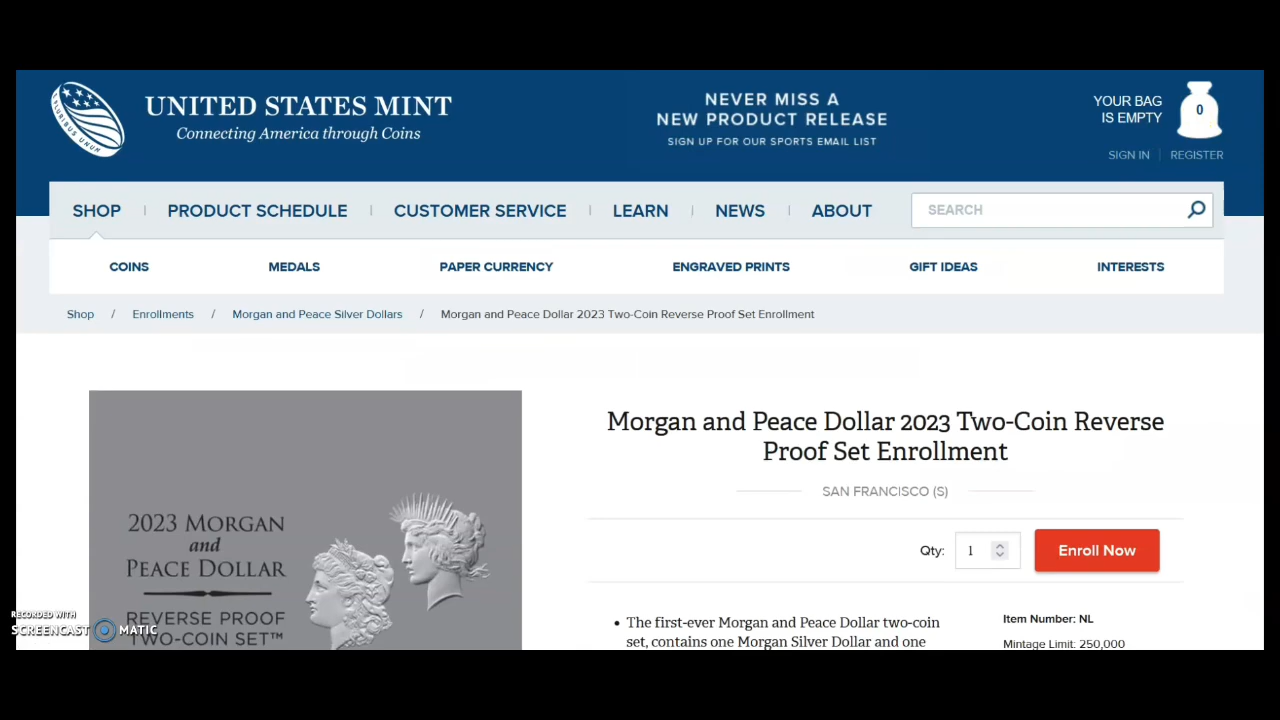 UNITED STATES MINT
Connecting America through Coins
PLURIBUS UNUM
NEVER MISS A
NEW PRODUCT RELEASE
SIGN UP FOR OUR SPORTS EMAIL LIST
YOUR BAG
IS EMPTY
0
SIGN IN | REGISTER
SHOP | PRODUCT SCHEDULE | CUSTOMER SERVICE | LEARN | NEWS | ABOUT
SEARCH
COINS MEDALS PAPER CURRENCY ENGRAVED PRINTS GIFT IDEAS INTERESTS
Shop / Enrollments / Morgan and Peace Silver Dollars / Morgan and Peace Dollar 2023 Two-Coin Reverse Proof Set Enrollment
2023 MORGAN
and
PEACE DOLLAR
REVERSE PROOF
TWO-COIN SET™
Morgan and Peace Dollar 2023 Two-Coin Reverse
Proof Set Enrollment
SAN FRANCISCO (S)
Qty: 1 Enroll Now
• The first-ever Morgan and Peace Dollar two-coin
set, contains one Morgan Silver Dollar and one
Item Number: NL
Mintage Limit: 250,000
RECORDED WITH
SCREENCAST MATIC